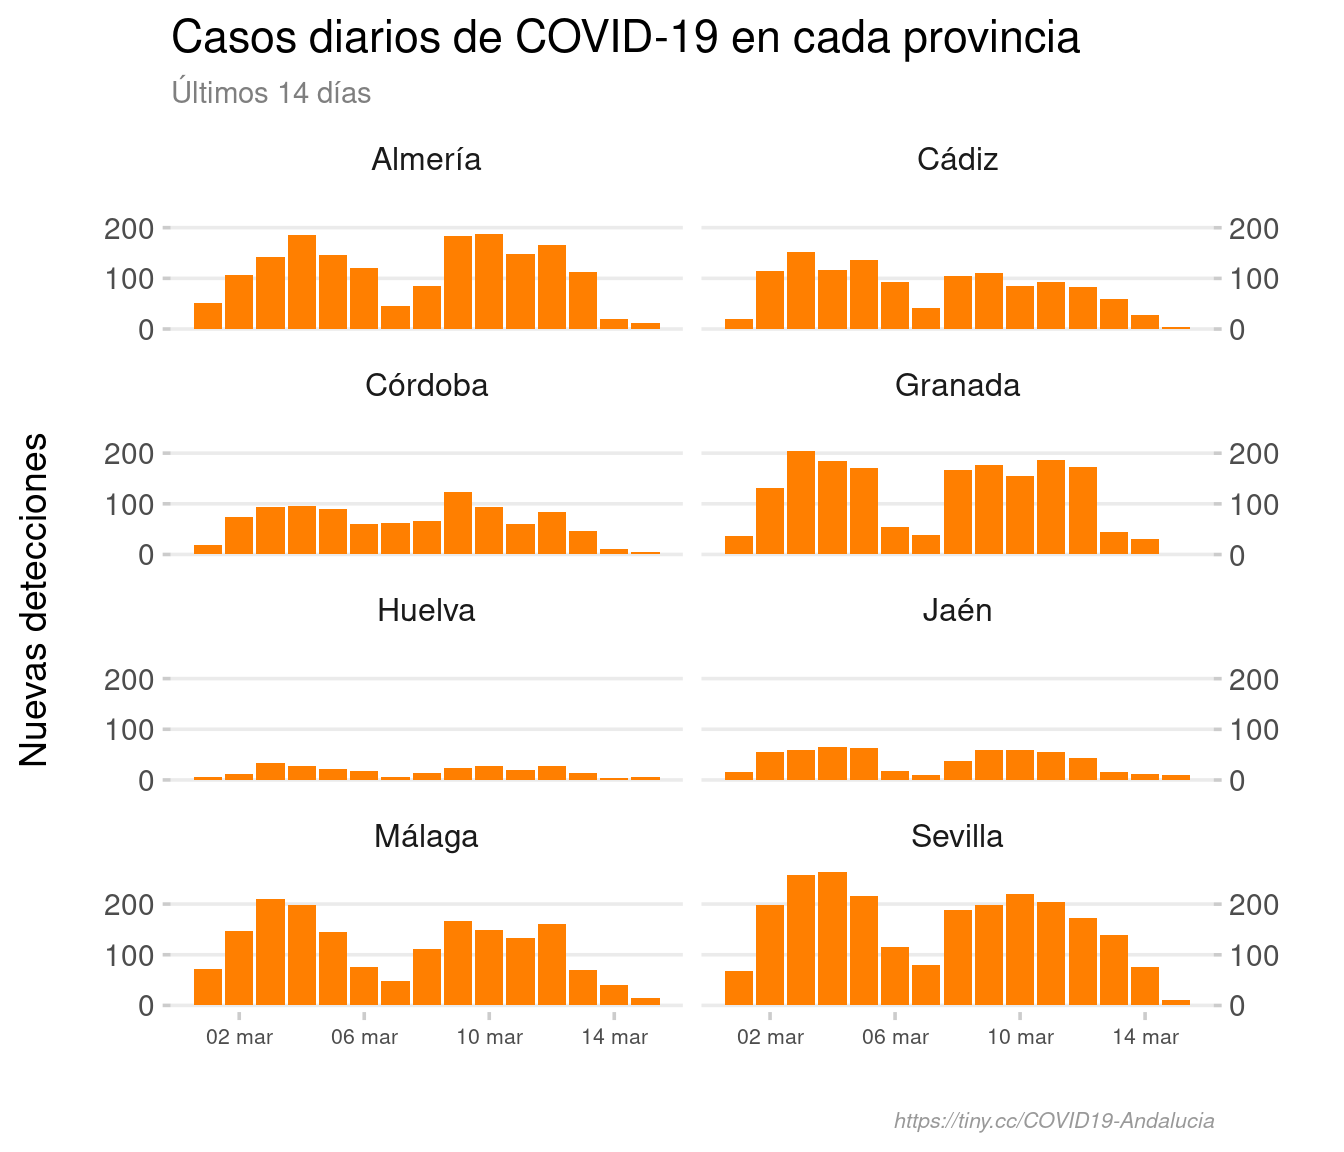 Casos diarios de COVID-19 en cada provincia
Últimos 14 días
Nuevas detecciones
Almería
Cádiz
200
100
0
200
100
0
Córdoba
Granada
200
100
0
200
100
0
Huelva
Jaén
200
100
0
200
100
0
Málaga
Sevilla
200
100
0
200
100
0
02 mar 06 mar 10 mar 14 mar
02 mar 06 mar 10 mar 14 mar
https://tiny.cc/COVID19-Andalucia